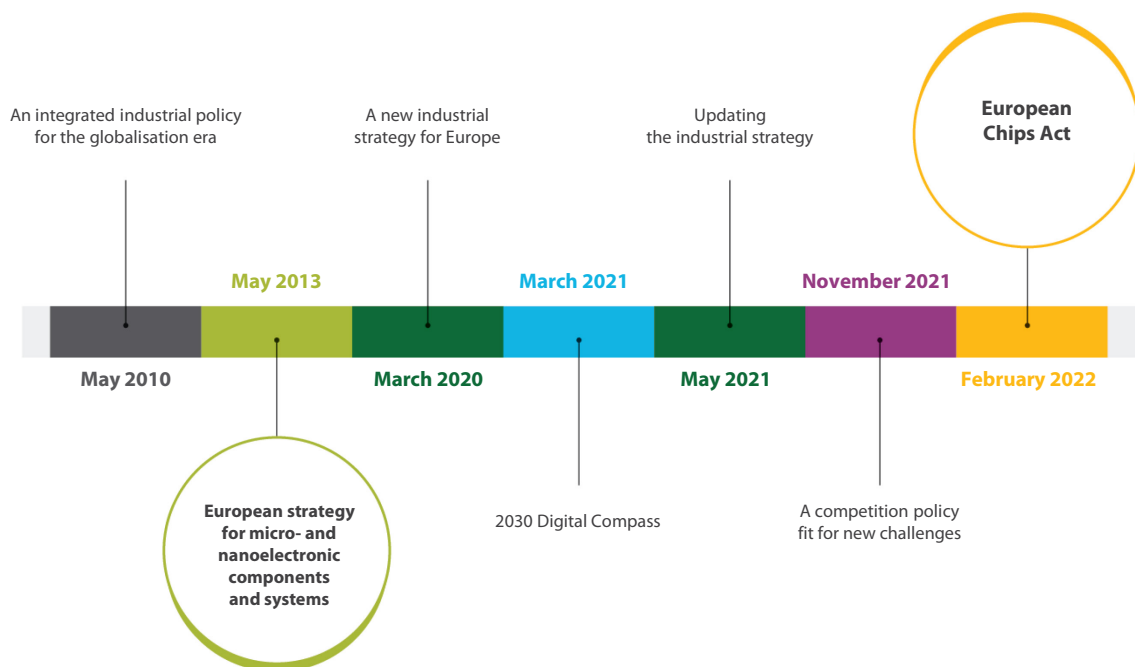 An integrated industrial policy
for the globalisation era
A new industrial
strategy for Europe
Updating
the industrial strategy
European
Chips Act
May 2013
March 2021
November 2021
May 2010
March 2020
May 2021
February 2022
European strategy
for micro- and
nanoelectronic
components
and systems
2030 Digital Compass
A competition policy
fit for new challenges